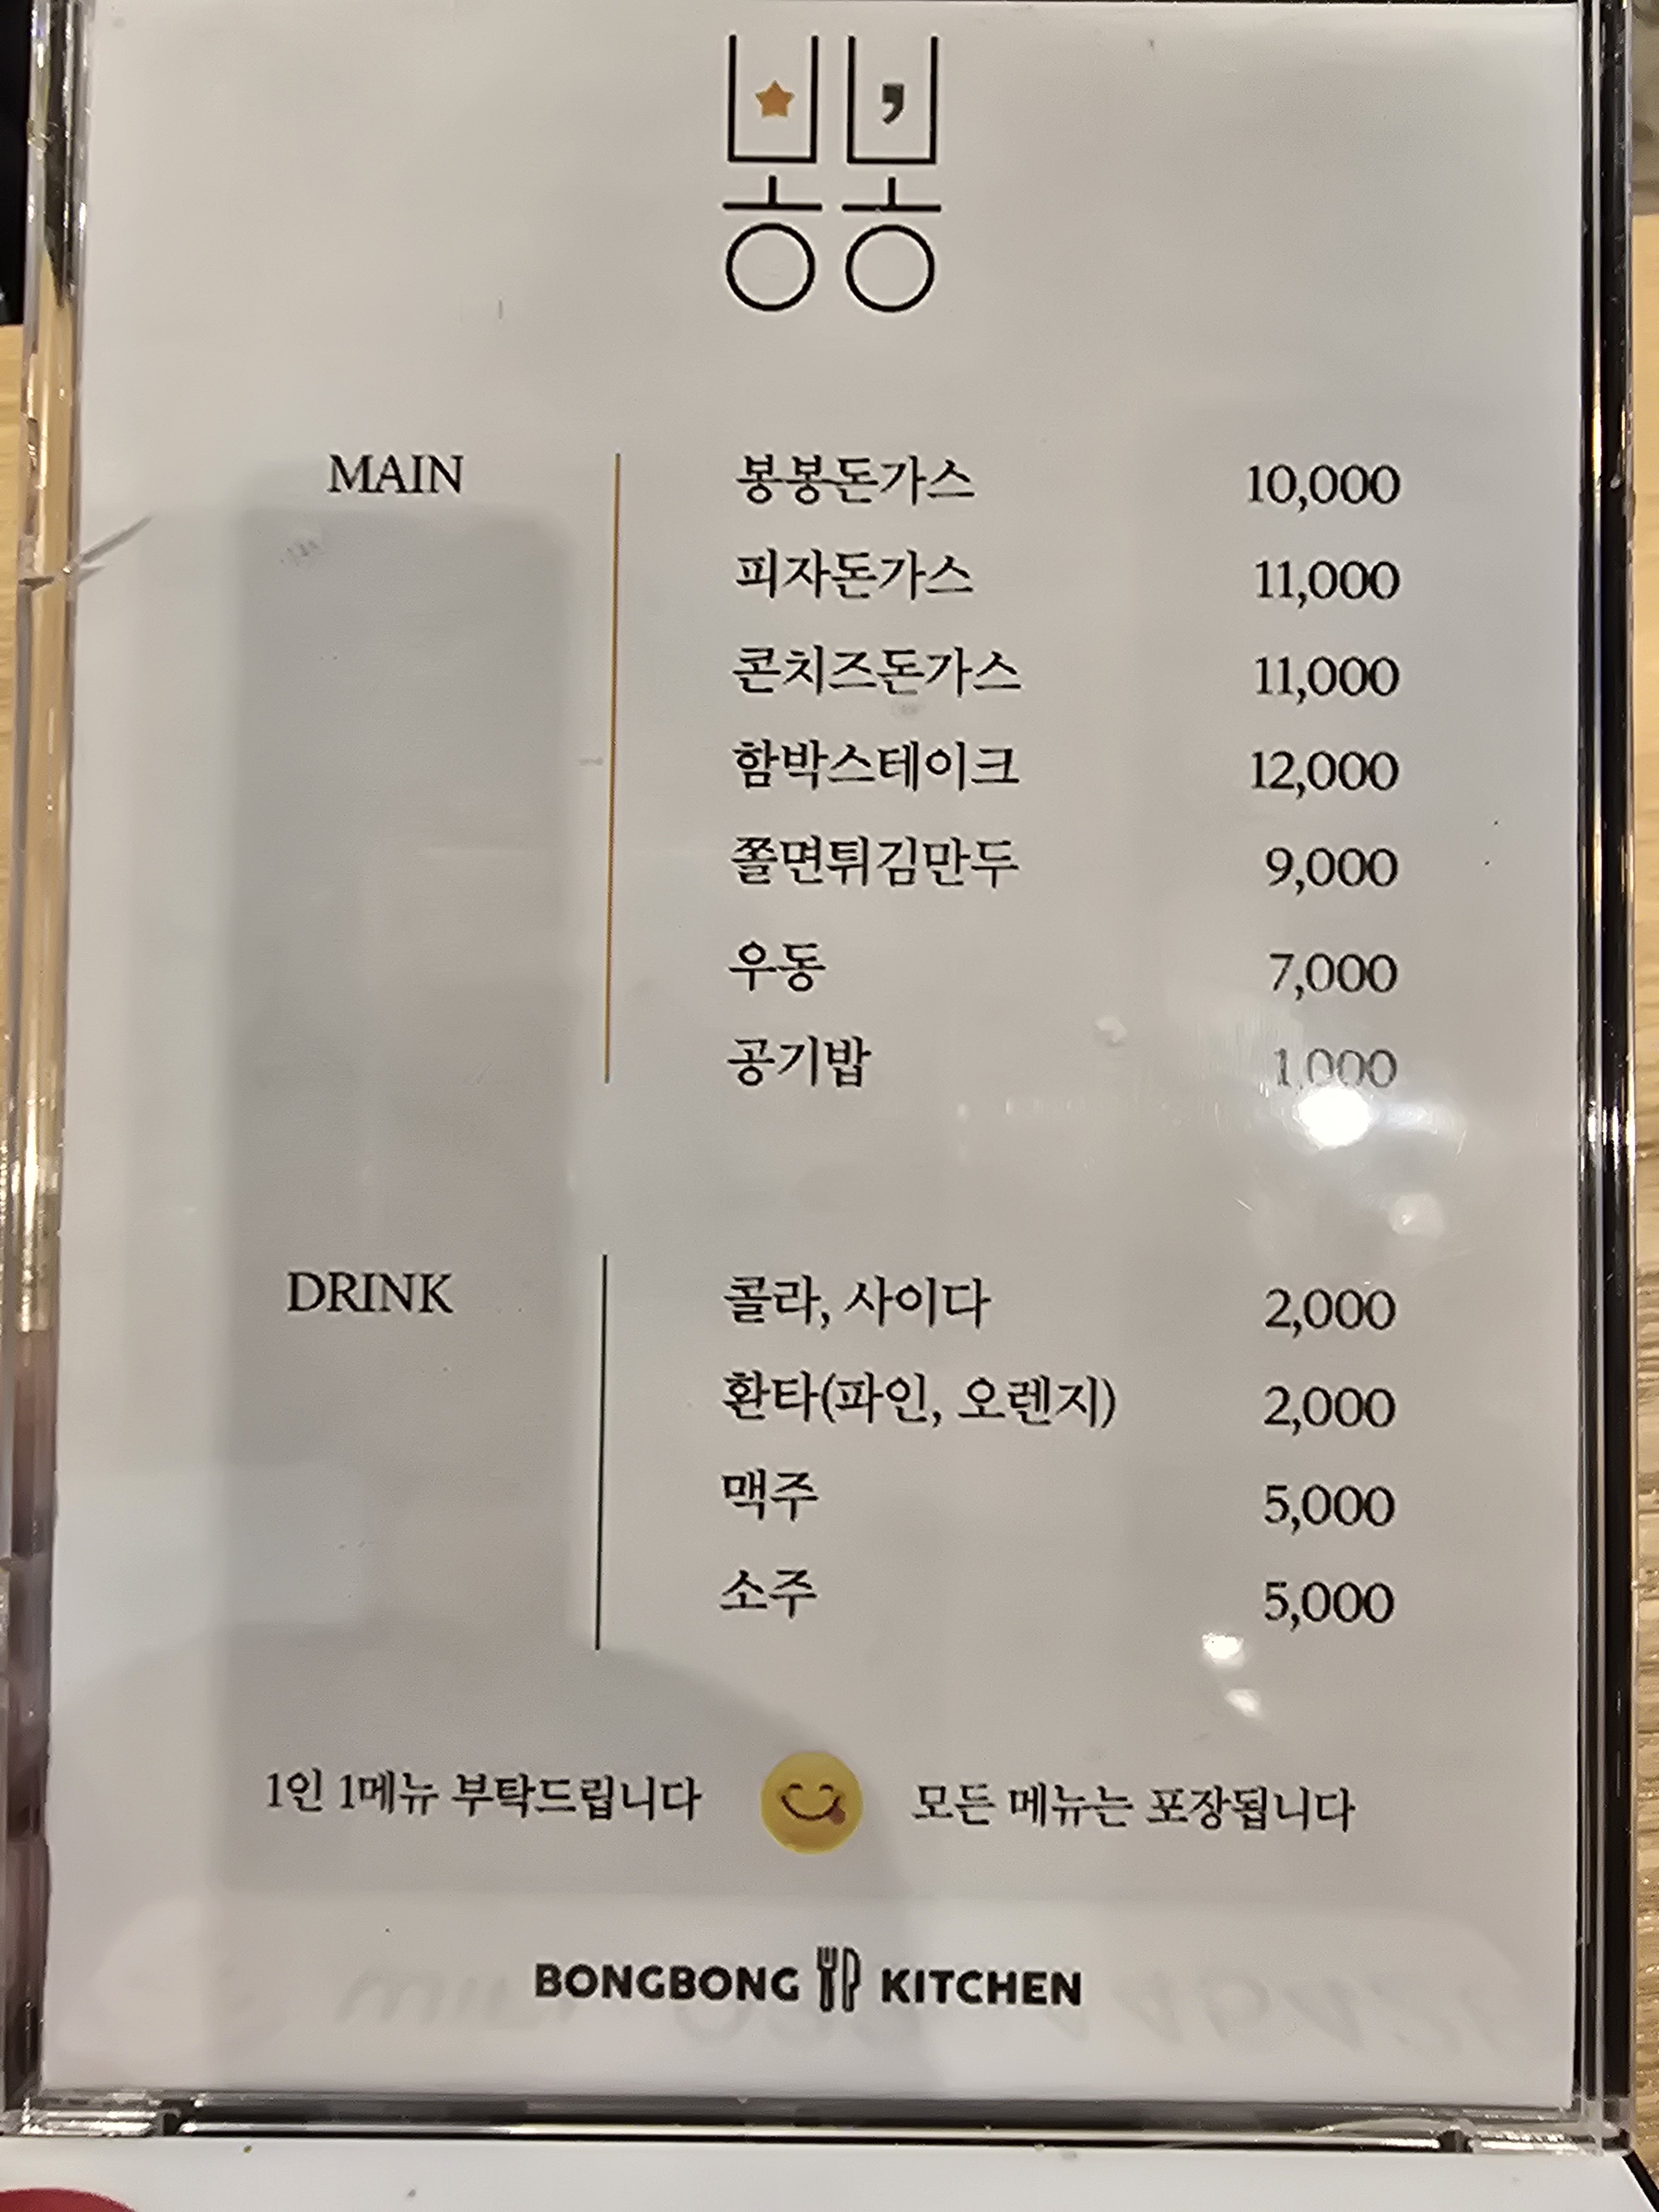 봉봉
MAIN
봉봉돈가스 10,000
피자돈가스 11,000
콘치즈돈가스 11,000
함박스테이크 12,000
쫄면튀김만두 9,000
우동 7,000
공기밥 1,000
DRINK
콜라, 사이다 2,000
환타(파인, 오렌지) 2,000
맥주 5,000
소주 5,000
1인 1메뉴 부탁드립니다 모든 메뉴는 포장됩니다
BONGBONG KITCHEN